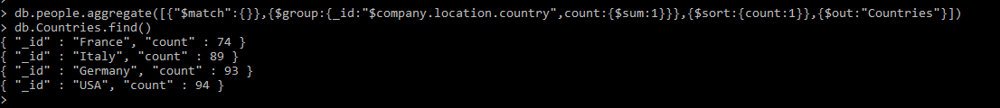 > db.people.aggregate([{"$match":{}},{$group:{_id:"$company.location.country",count:{$sum:1}}},{$sort:{count:1}},{$out:"Countries"}])
> db.Countries.find()
{ "_id" : "France", "count" : 74 }
{ "_id" : "Italy", "count" : 89 }
{ "_id" : "Germany", "count" : 93 }
{ "_id" : "USA", "count" : 94 }
>